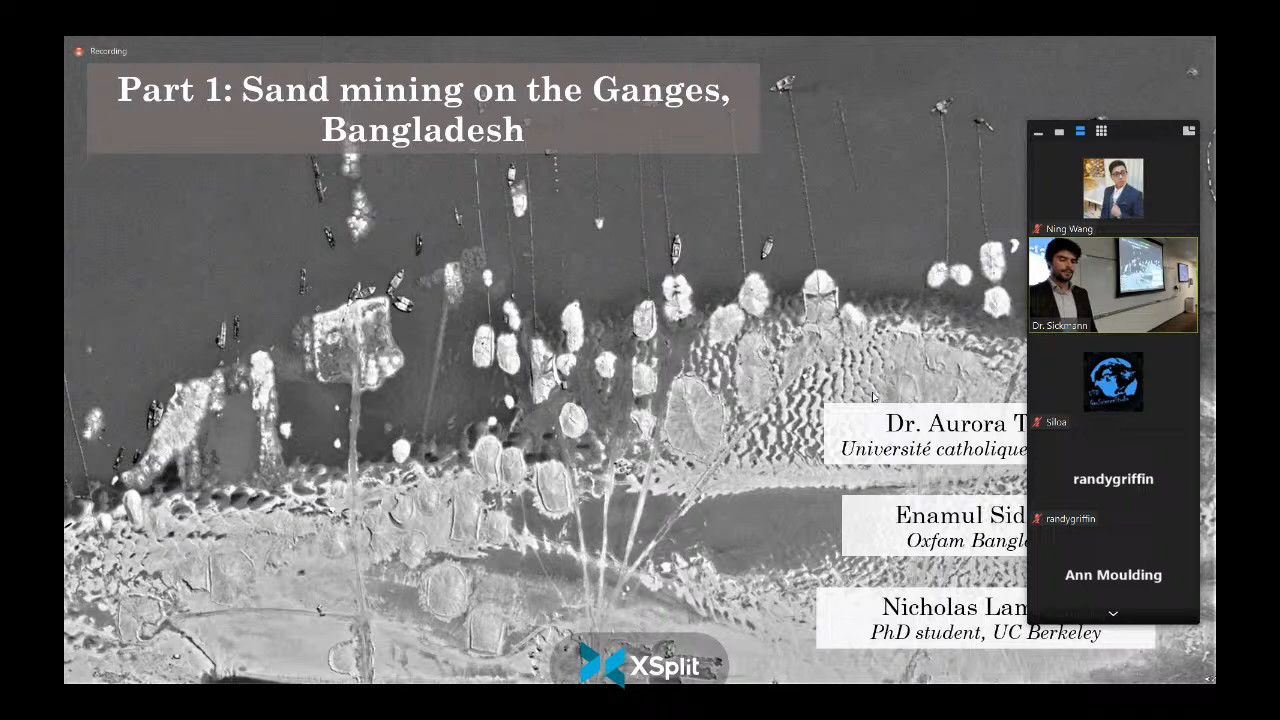 Recording
Part 1: Sand mining on the Ganges,
Bangladesh
Ning Wang
Dr. Sickmann
Siloa
randygriffin
randygriffin
Ann Moulding
Dr. Aurora T
Université catholique
Enamul Sid
Oxfam Bangl
Nicholas Lan
PhD student, UC Berkeley
XSplit